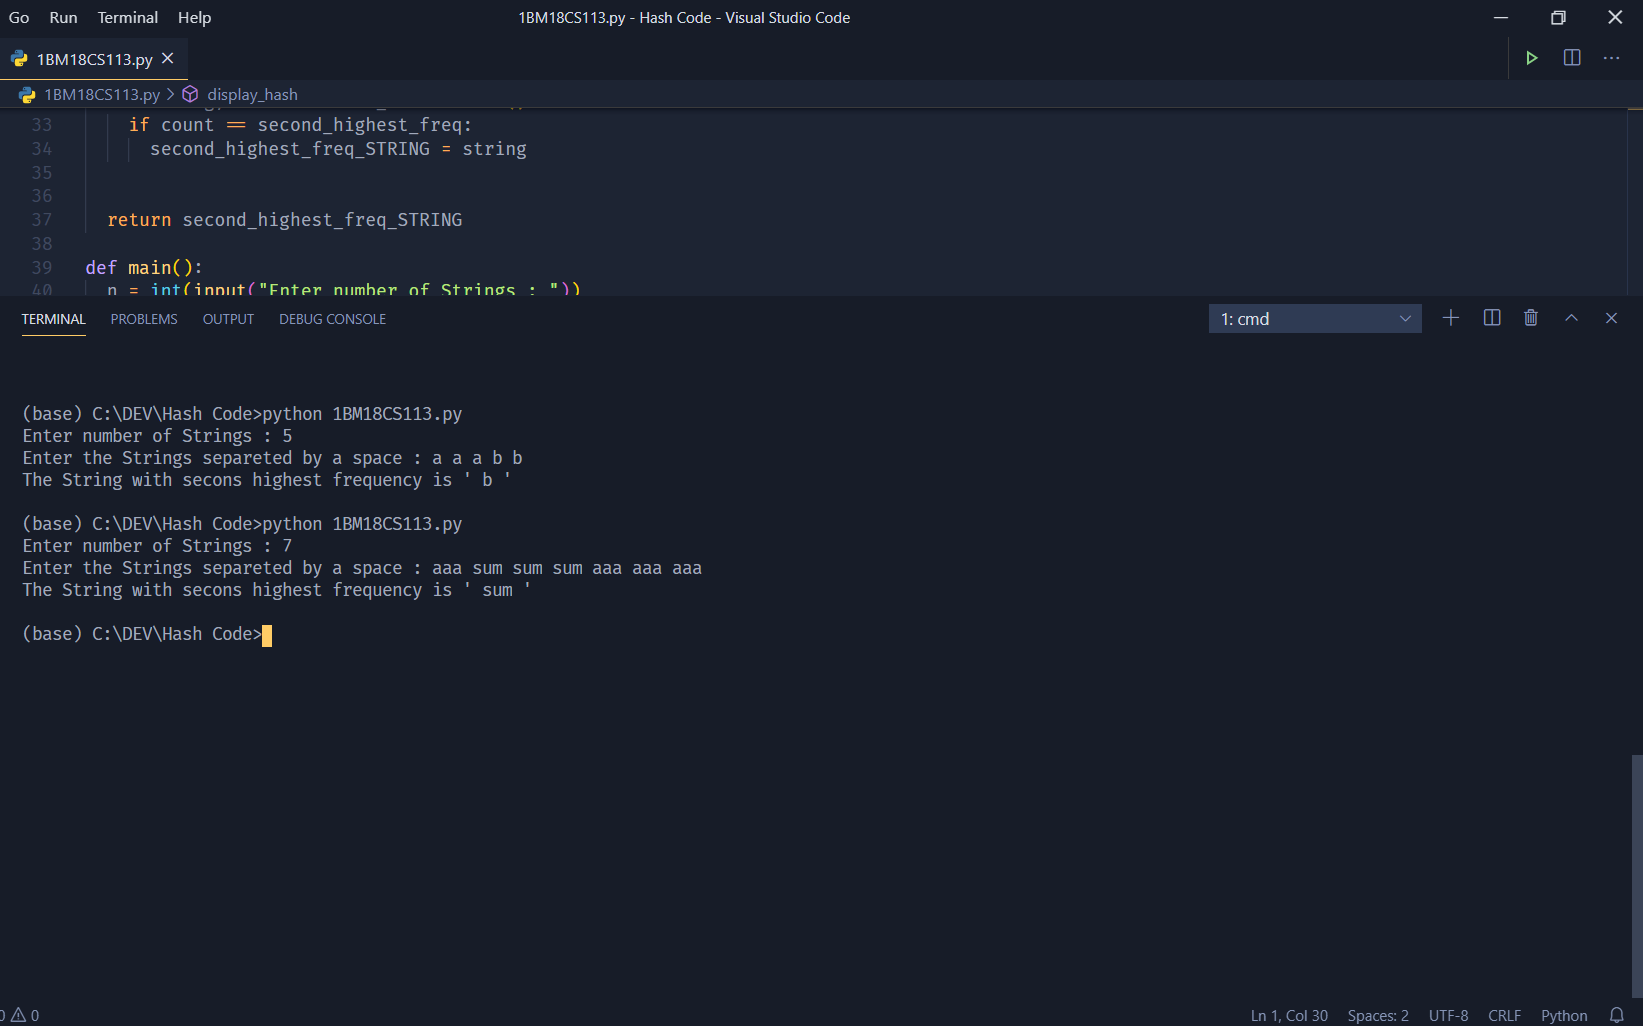 Go Run Terminal Help 1BM18CS113.py - Hash Code - Visual Studio Code
1BM18CS113.py
1BM18CS113.py > display_hash
33 if count == second_highest_freq:
34 second_highest_freq_STRING = string
35
36
37 return second_highest_freq_STRING
38
39 def main():
40 n = int(input("Enter number of Strings : "))
TERMINAL PROBLEMS OUTPUT DEBUG CONSOLE 1: cmd
(base) C:\DEV\Hash Code>python 1BM18CS113.py
Enter number of Strings : 5
Enter the Strings separeted by a space : a a a b b
The String with secons highest frequency is ' b '
(base) C:\DEV\Hash Code>python 1BM18CS113.py
Enter number of Strings : 7
Enter the Strings separeted by a space : aaa sum sum sum aaa aaa aaa
The String with secons highest frequency is ' sum '
(base) C:\DEV\Hash Code>
0 0 Ln 1, Col 30 Spaces: 2 UTF-8 CRLF Python